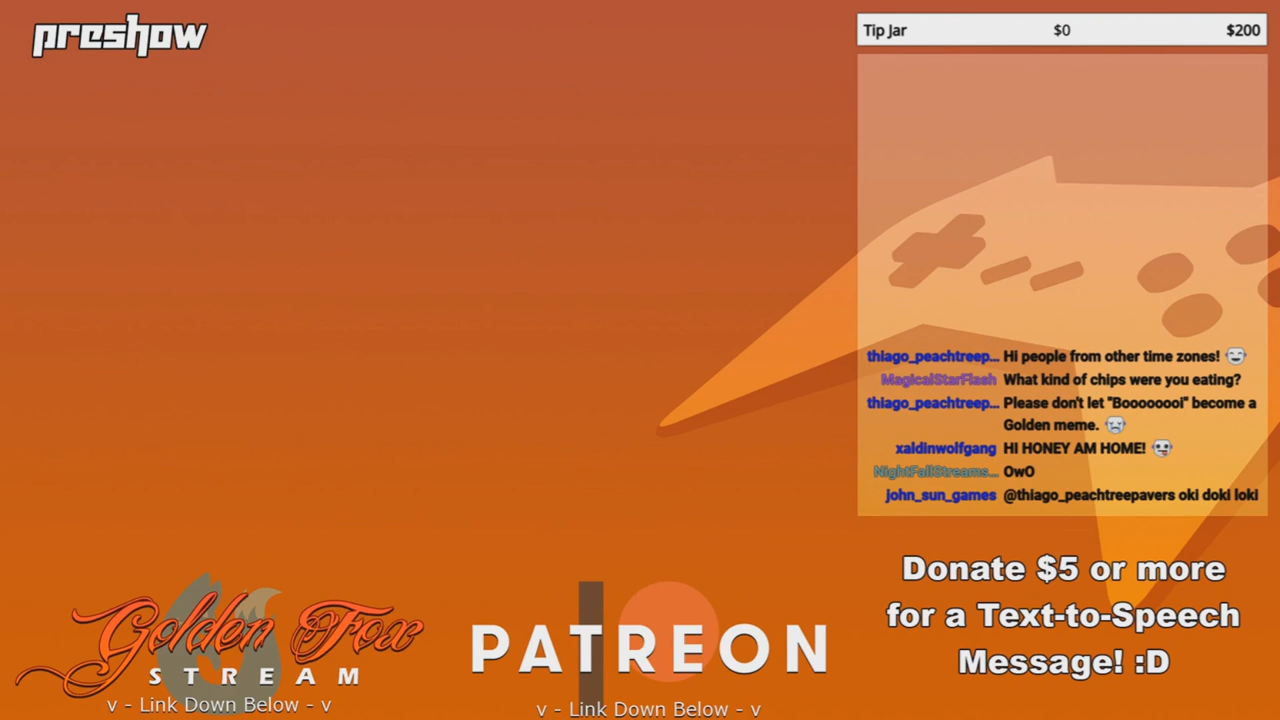 preshow
Tip Jar $0 $200
thiago_peachtreep... Hi people from other time zones!
MagicalStarFlash What kind of chips were you eating?
thiago_peachtreep... Please don't let "Boooooooi" become a
Golden meme.
xaldinwolfgang HI HONEY AM HOME!
NightFallStreams... OwO
john_sun_games @thiago_peachtreepavers oki doki loki
Donate $5 or more
for a Text-to-Speech
Message! :D
Golden Fox
STREAM
v - Link Down Below - v
PATREON
v - Link Down Below - v